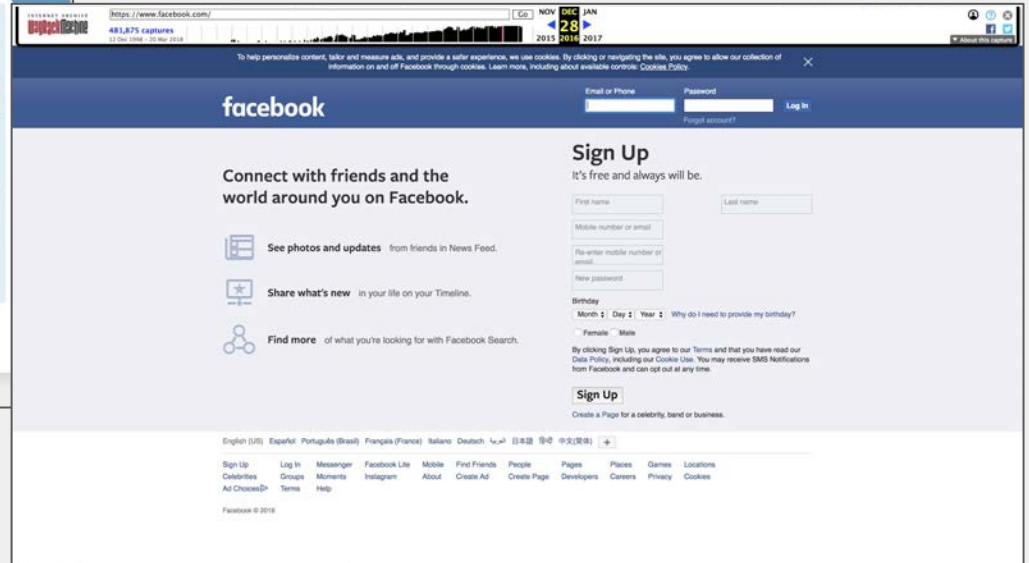 INTERNET ARCHIVE
WayBackMachine
https://www.facebook.com/
Go
NOV DEC JAN
28
2015 2016 2017
481,875 captures
12 Dec 1998 - 20 Mar 2018
About this capture
To help personalize content, tailor and measure ads, and provide a safer experience, we use cookies. By clicking or navigating the site, you agree to allow our collection of
information on and off Facebook through cookies. Learn more, including about available controls: Cookies Policy.
facebook
Email or Phone
Password
Log In
Forgot account?
Connect with friends and the
world around you on Facebook.
See photos and updates from friends in News Feed.
Share what's new in your life on your Timeline.
Find more of what you're looking for with Facebook Search.
Sign Up
It's free and always will be.
First name
Last name
Mobile number or email
Re-enter mobile number or
email
New password
Birthday
Month Day Year Why do I need to provide my birthday?
Female Male
By clicking Sign Up, you agree to our Terms and that you have read our
Data Policy, including our Cookie Use. You may receive SMS Notifications
from Facebook and can opt out at any time.
Sign Up
Create a Page for a celebrity, band or business.
English (US) Español Português (Brasil) Français (France) Italiano Deutsch العربية 日本語 हिन्दी 中文(简体) +
Sign Up Log In Messenger Facebook Lite Mobile Find Friends People Pages Places Games Locations
Celebrities Groups Moments Instagram About Create Ad Create Page Developers Careers Privacy Cookies
Ad Choices Terms Help
Facebook © 2016